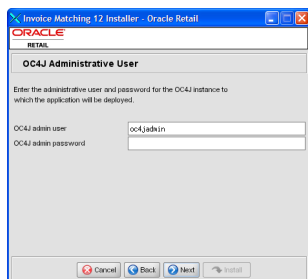 Invoice Matching 12 Installer - Oracle Retail
ORACLE
RETAIL
OC4J Administrative User
Enter the administrative user and password for the OC4J instance to
which the application will be deployed.
OC4J admin user oc4jadmin
OC4J admin password
Cancel Back Next Install